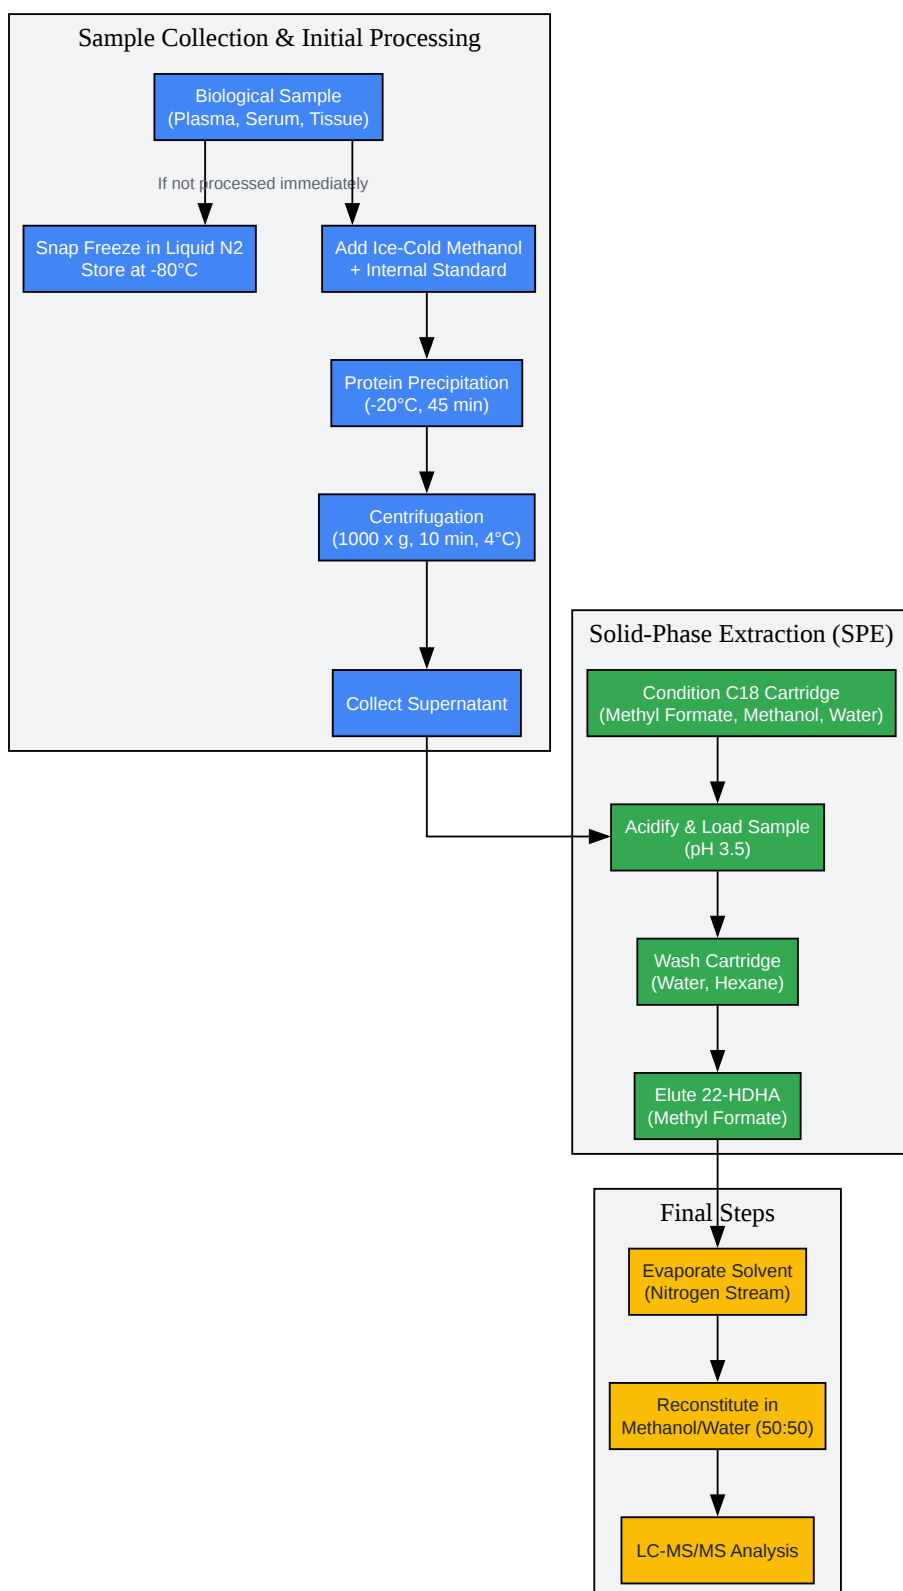 Sample Collection & Initial Processing
Biological Sample
(Plasma, Serum, Tissue)
If not processed immediately
Snap Freeze in Liquid N2
Store at -80°C
Add Ice-Cold Methanol
+ Internal Standard
Protein Precipitation
(-20°C, 45 min)
Centrifugation
(1000 x g, 10 min, 4°C)
Collect Supernatant
Solid-Phase Extraction (SPE)
Condition C18 Cartridge
(Methyl Formate, Methanol, Water)
Acidify & Load Sample
(pH 3.5)
Wash Cartridge
(Water, Hexane)
Elute 22-HDHA
(Methyl Formate)
Final Steps
Evaporate Solvent
(Nitrogen Stream)
Reconstitute in
Methanol/Water (50:50)
LC-MS/MS Analysis